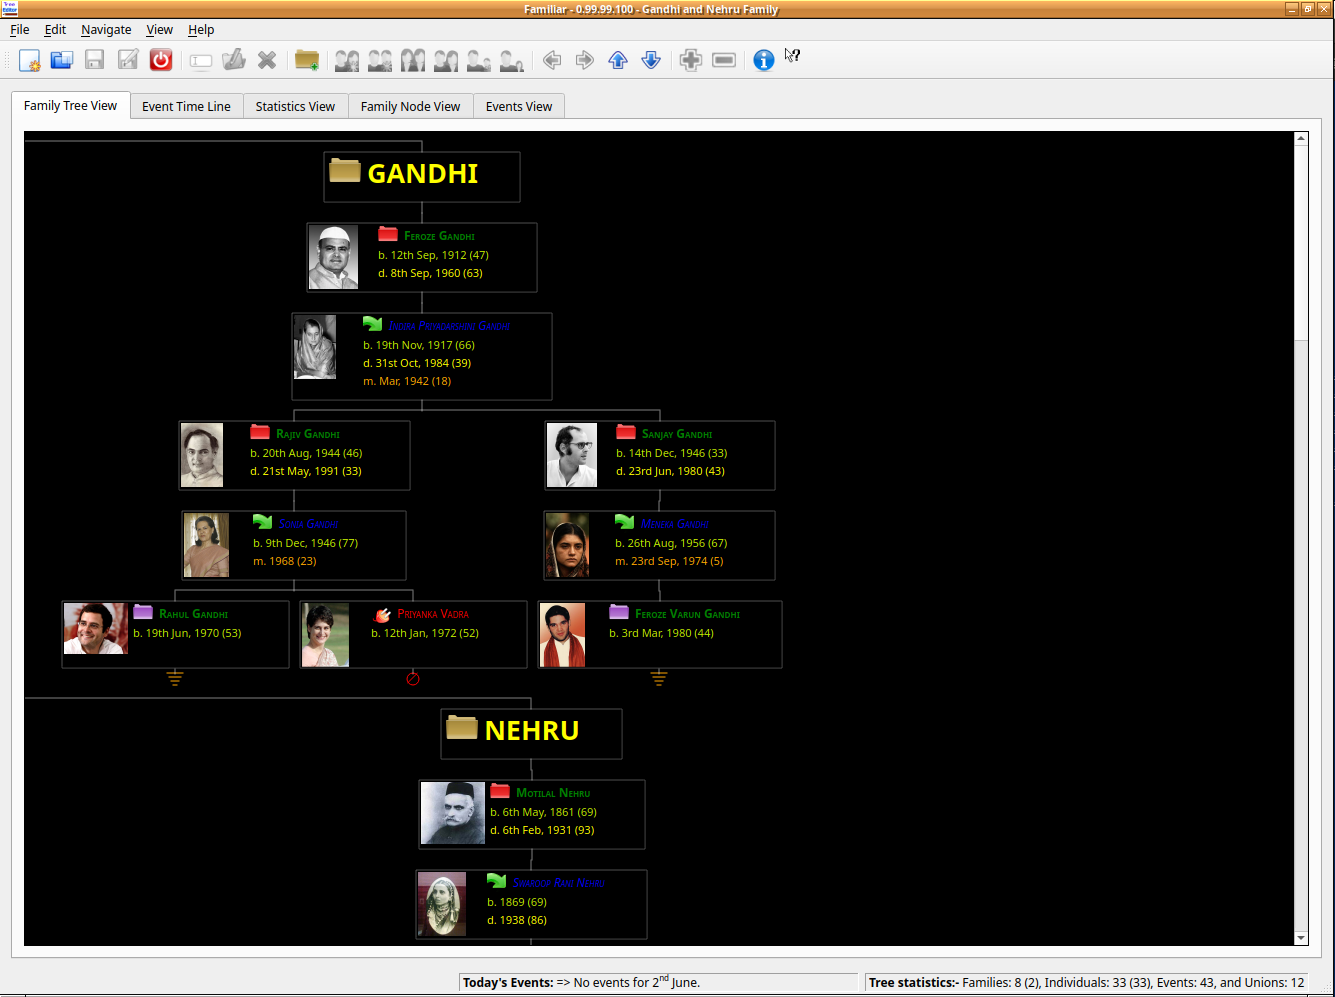 Familiar - 0.99.99.100 - Gandhi and Nehru Family
File Edit Navigate View Help
Family Tree View Event Time Line Statistics View Family Node View Events View
GANDHI
Feroze Gandhi
b. 12th Sep, 1912 (47)
d. 8th Sep, 1960 (63)
Indira Priyadarshini Gandhi
b. 19th Nov, 1917 (66)
d. 31st Oct, 1984 (39)
m. Mar, 1942 (18)
Rajiv Gandhi
b. 20th Aug, 1944 (46)
d. 21st May, 1991 (33)
Sanjay Gandhi
b. 14th Dec, 1946 (33)
d. 23rd Jun, 1980 (43)
Sonia Gandhi
b. 9th Dec, 1946 (77)
m. 1968 (23)
Meneka Gandhi
b. 26th Aug, 1956 (67)
m. 23rd Sep, 1974 (5)
Rahul Gandhi
b. 19th Jun, 1970 (53)
Priyanka Vadra
b. 12th Jan, 1972 (52)
Feroze Varun Gandhi
b. 3rd Mar, 1980 (44)
NEHRU
Motilal Nehru
b. 6th May, 1861 (69)
d. 6th Feb, 1931 (93)
Swaroop Rani Nehru
b. 1869 (69)
d. 1938 (86)
Today's Events: => No events for 2nd June.
Tree statistics:- Families: 8 (2), Individuals: 33 (33), Events: 43, and Unions: 12